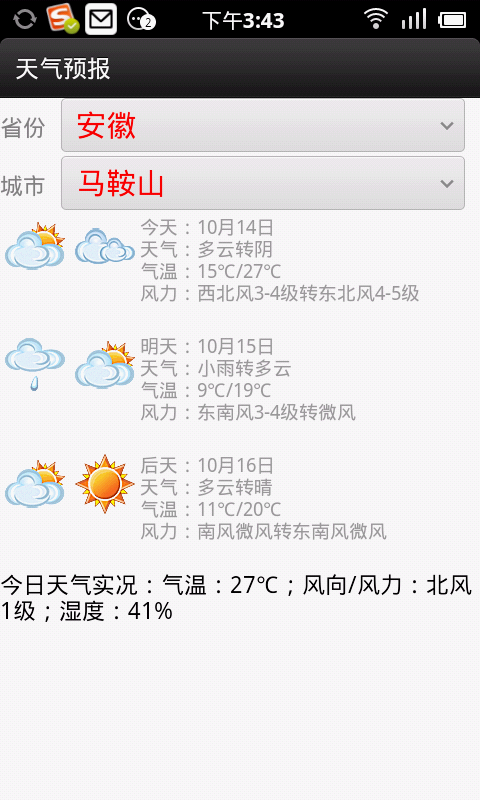 2
下午3:43
天气预报
省份
安徽
城市
马鞍山
今天：10月14日
天气：多云转阴
气温：15℃/27℃
风力：西北风3-4级转东北风4-5级
明天：10月15日
天气：小雨转多云
气温：9℃/19℃
风力：东南风3-4级转微风
后天：10月16日
天气：多云转晴
气温：11℃/20℃
风力：南风微风转东南风微风
今日天气实况：气温：27℃；风向/风力：北风
1级；湿度：41%